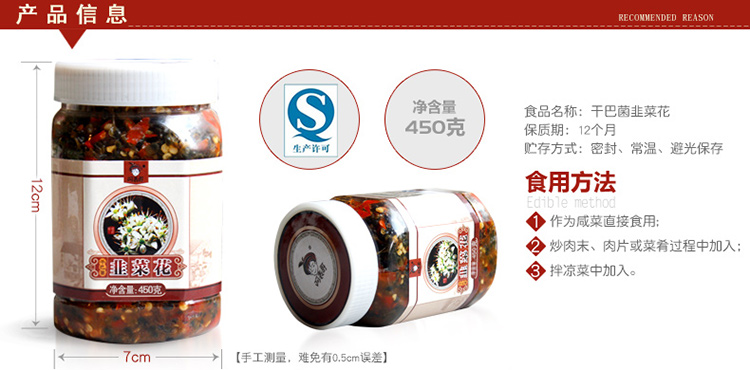 产品信息
RECOMMENDED REASON
12cm
7cm
生产许可
净含量
450克
韭菜花
净含量:450克
韭菜花
【手工测量，难免有0.5cm误差】
食品名称：干巴菌韭菜花
保质期：12个月
贮存方式：密封、常温、避光保存
食用方法
Edible method
1 作为咸菜直接食用;
2 炒肉末、肉片或菜肴过程中加入;
3 拌凉菜中加入。